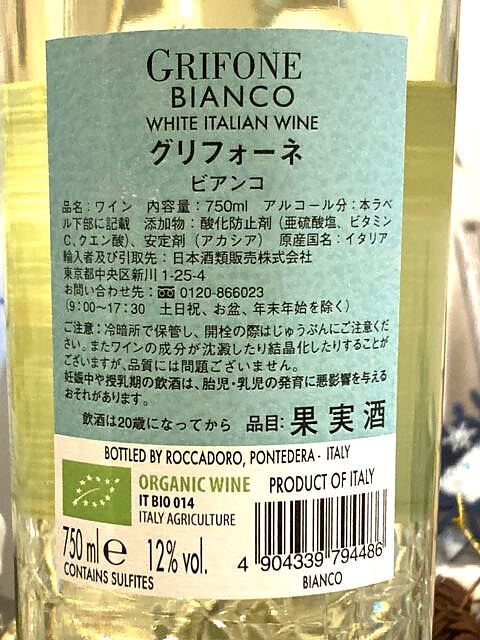 GRIFONE
BIANCO
WHITE ITALIAN WINE
グリフォーネ
ビアンコ
品名：ワイン　内容量：750ml　アルコール分：本ラベ
ル下部に記載　添加物：酸化防止剤（亜硫酸塩、ビタミン
C、クエン酸）、安定剤（アカシア）　原産国名：イタリア
輸入者及び引取先：日本酒類販売株式会社
東京都中央区新川 1-25-4
お問い合わせ先：☎ 0120-866023
（9：00〜17：30　土日祝、お盆、年末年始を除く）
ご注意：冷暗所で保管し、開栓の際はじゅうぶんにご注意くだ
さい。またワインの成分が沈澱したり結晶化したりすることが
ございますが、品質には問題ございません。
妊娠中や授乳期の飲酒は、胎児・乳児の発育に悪影響を与える
おそれがあります。
飲酒は20歳になってから　品目：果実酒
BOTTLED BY ROCCADORO, PONTEDERA - ITALY
ORGANIC WINE
IT BIO 014
ITALY AGRICULTURE
PRODUCT OF ITALY
750 ml e 12% vol.
CONTAINS SULFITES
4 904339 794486
BIANCO